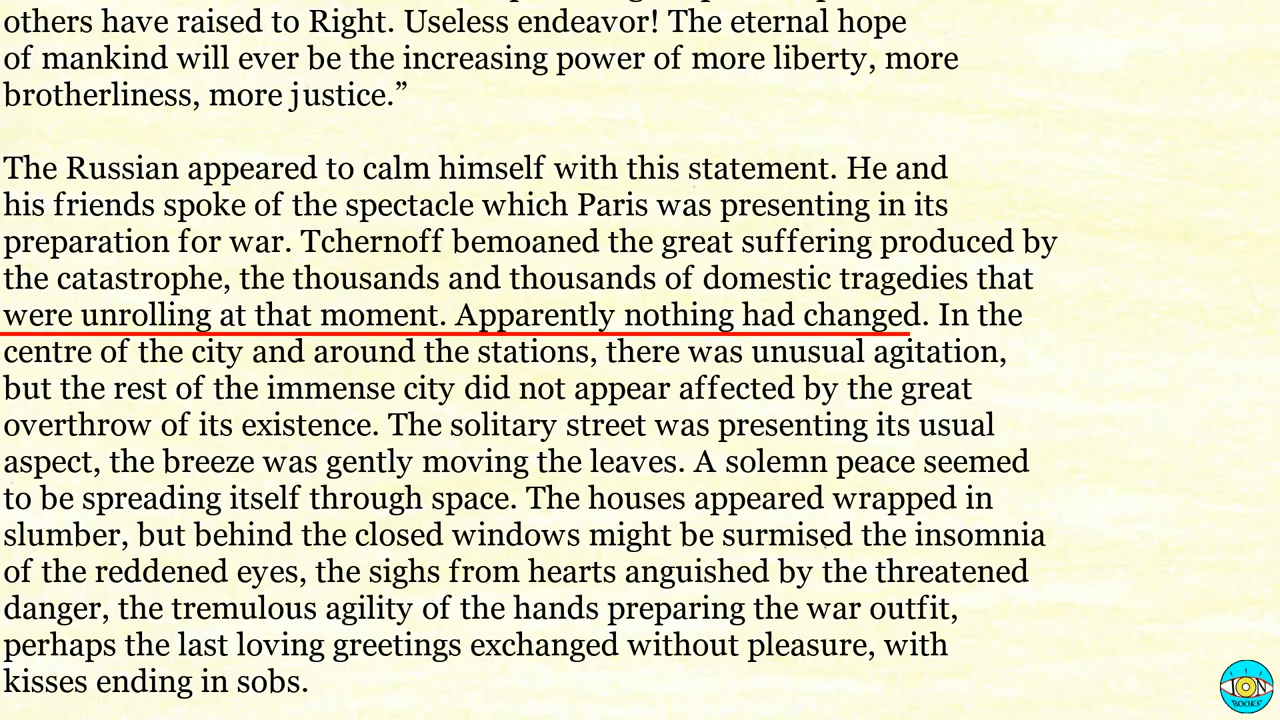 others have raised to Right. Useless endeavor! The eternal hope
of mankind will ever be the increasing power of more liberty, more
brotherliness, more justice.”
The Russian appeared to calm himself with this statement. He and
his friends spoke of the spectacle which Paris was presenting in its
preparation for war. Tchernoff bemoaned the great suffering produced by
the catastrophe, the thousands and thousands of domestic tragedies that
were unrolling at that moment. Apparently nothing had changed. In the
centre of the city and around the stations, there was unusual agitation,
but the rest of the immense city did not appear affected by the great
overthrow of its existence. The solitary street was presenting its usual
aspect, the breeze was gently moving the leaves. A solemn peace seemed
to be spreading itself through space. The houses appeared wrapped in
slumber, but behind the closed windows might be surmised the insomnia
of the reddened eyes, the sighs from hearts anguished by the threatened
danger, the tremulous agility of the hands preparing the war outfit,
perhaps the last loving greetings exchanged without pleasure, with
kisses ending in sobs.
ION
BOOKS